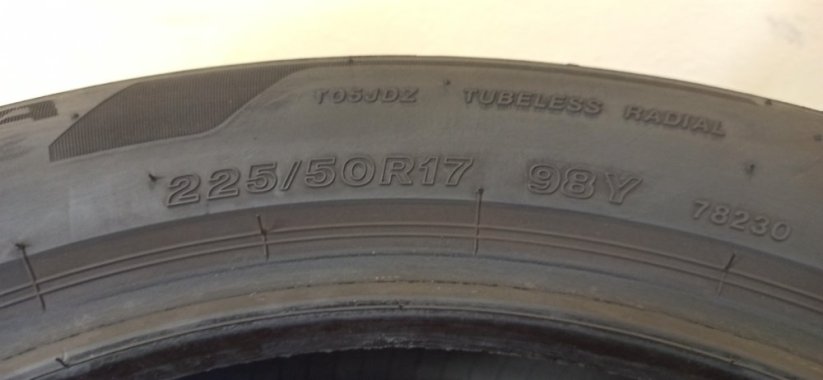 T05JDZ TUBELESS RADIAL
225/50R17 98Y
78230